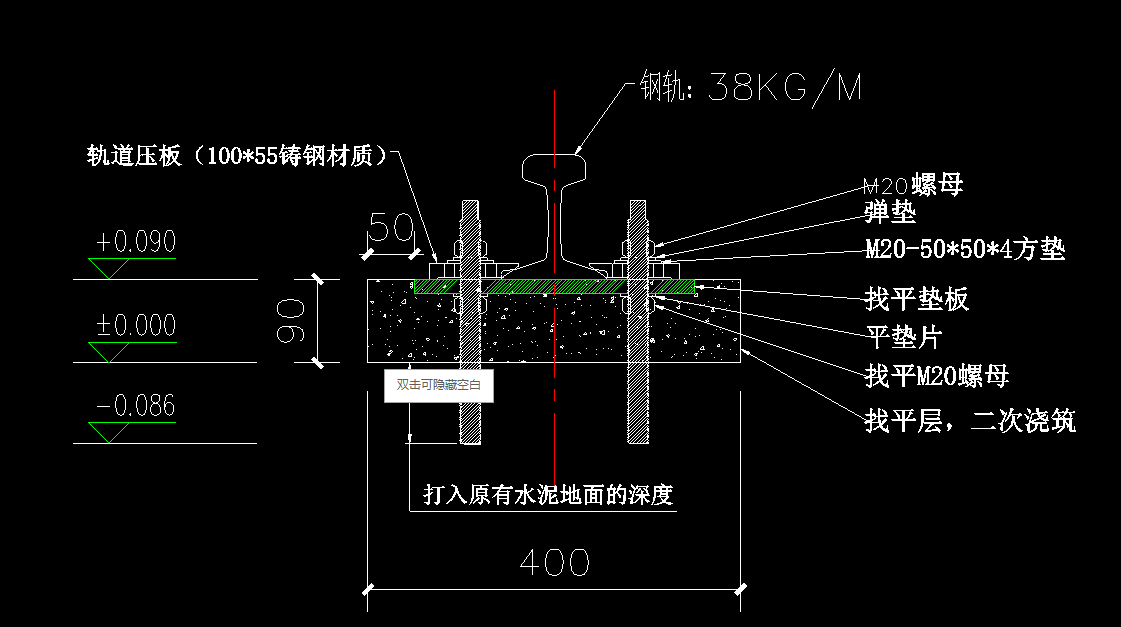 钢轨：38KG/M
轨道压板（100*55铸钢材质）
M20螺母
弹垫
50
+0.090
M20-50*50*4方垫
找平垫板
90
±0.000
平垫片
找平M20螺母
双击可隐藏空白
-0.086
找平层，二次浇筑
打入原有水泥地面的深度
400